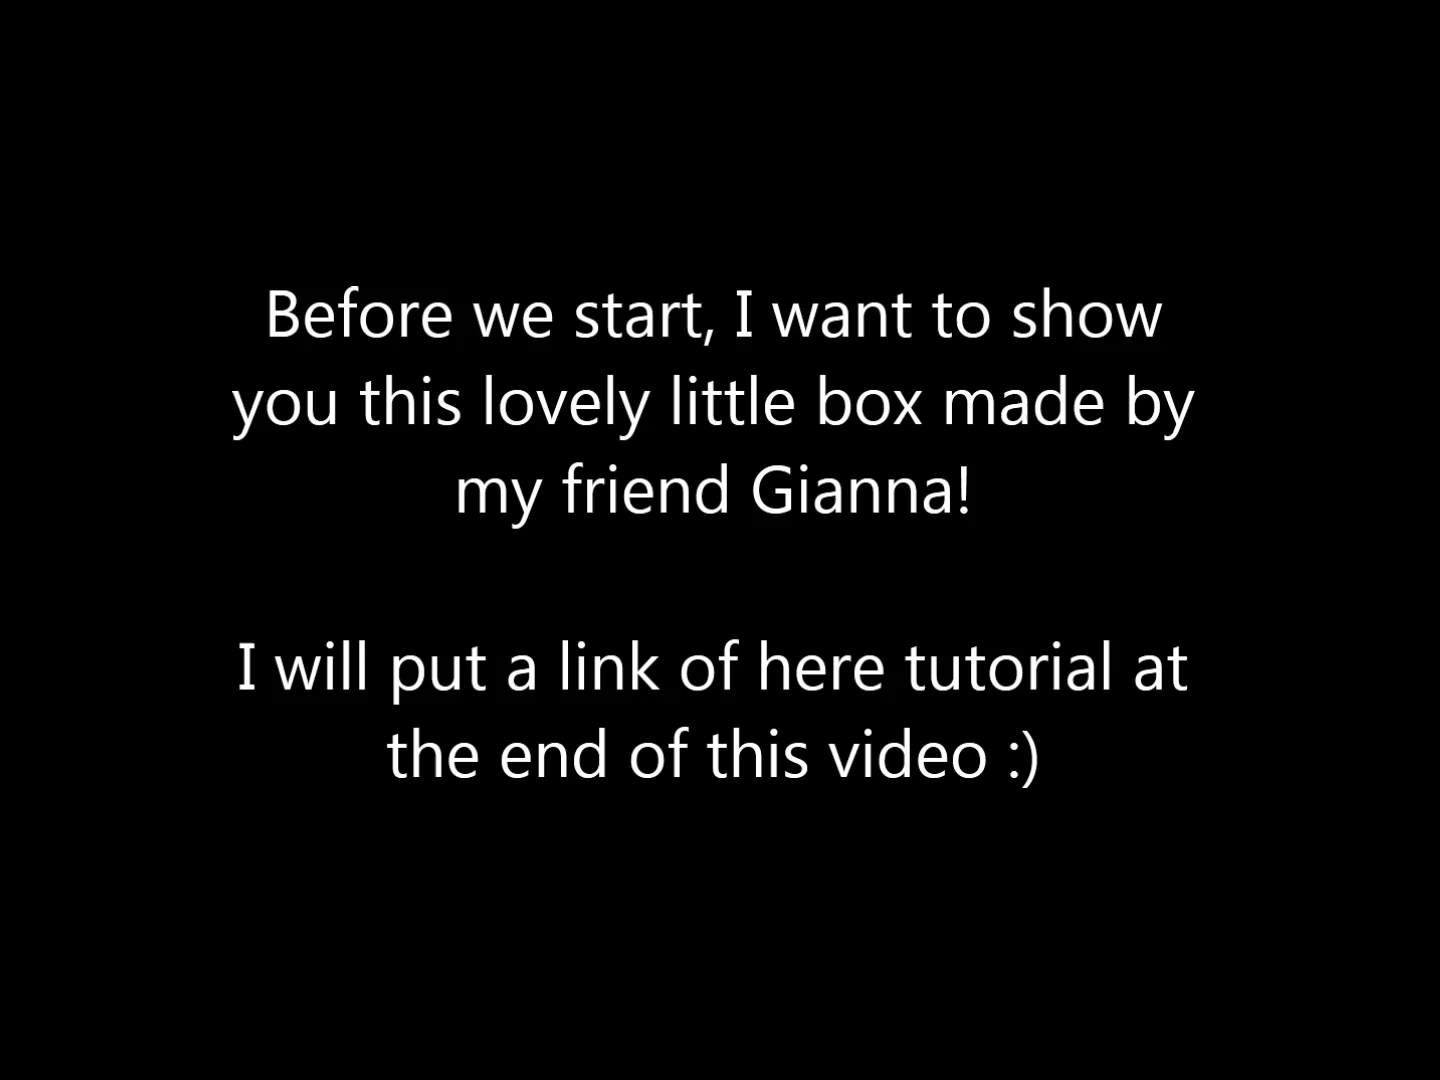 Before we start, I want to show
you this lovely little box made by
my friend Gianna!
I will put a link of here tutorial at
the end of this video :)